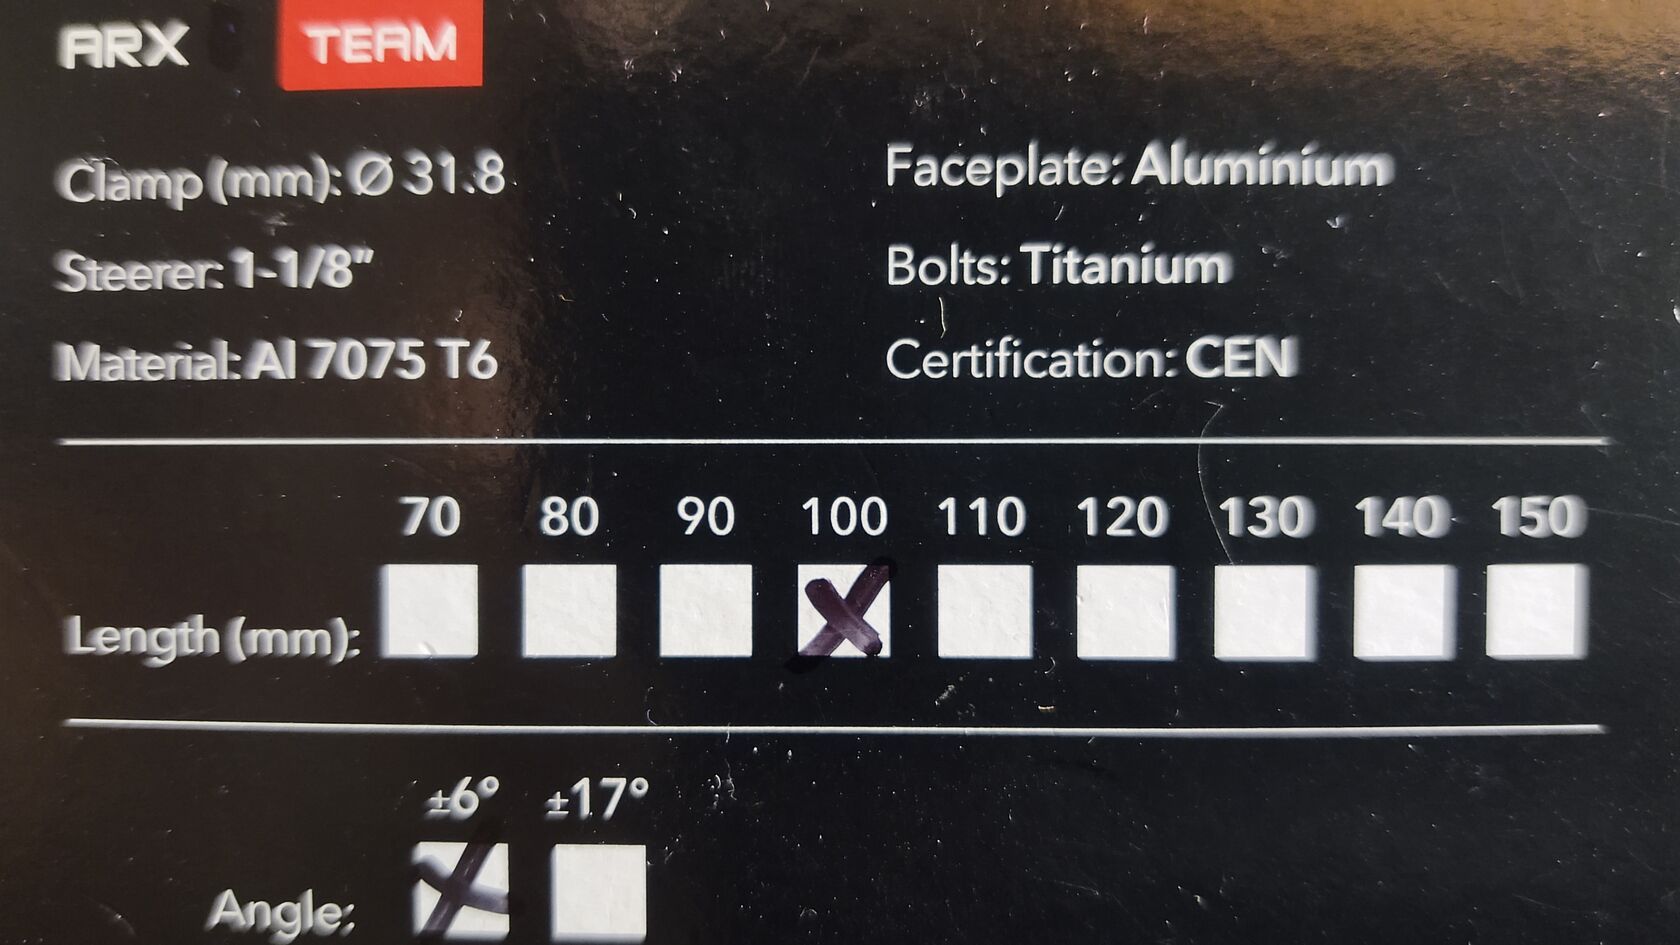 ARX TEAM
Clamp (mm): Ø 31.8 Faceplate: Aluminium
Steerer: 1-1/8" Bolts: Titanium
Material: Al 7075 T6 Certification: CEN
70 80 90 100 110 120 130 140 150
Length (mm):
±6° ±17°
Angle: